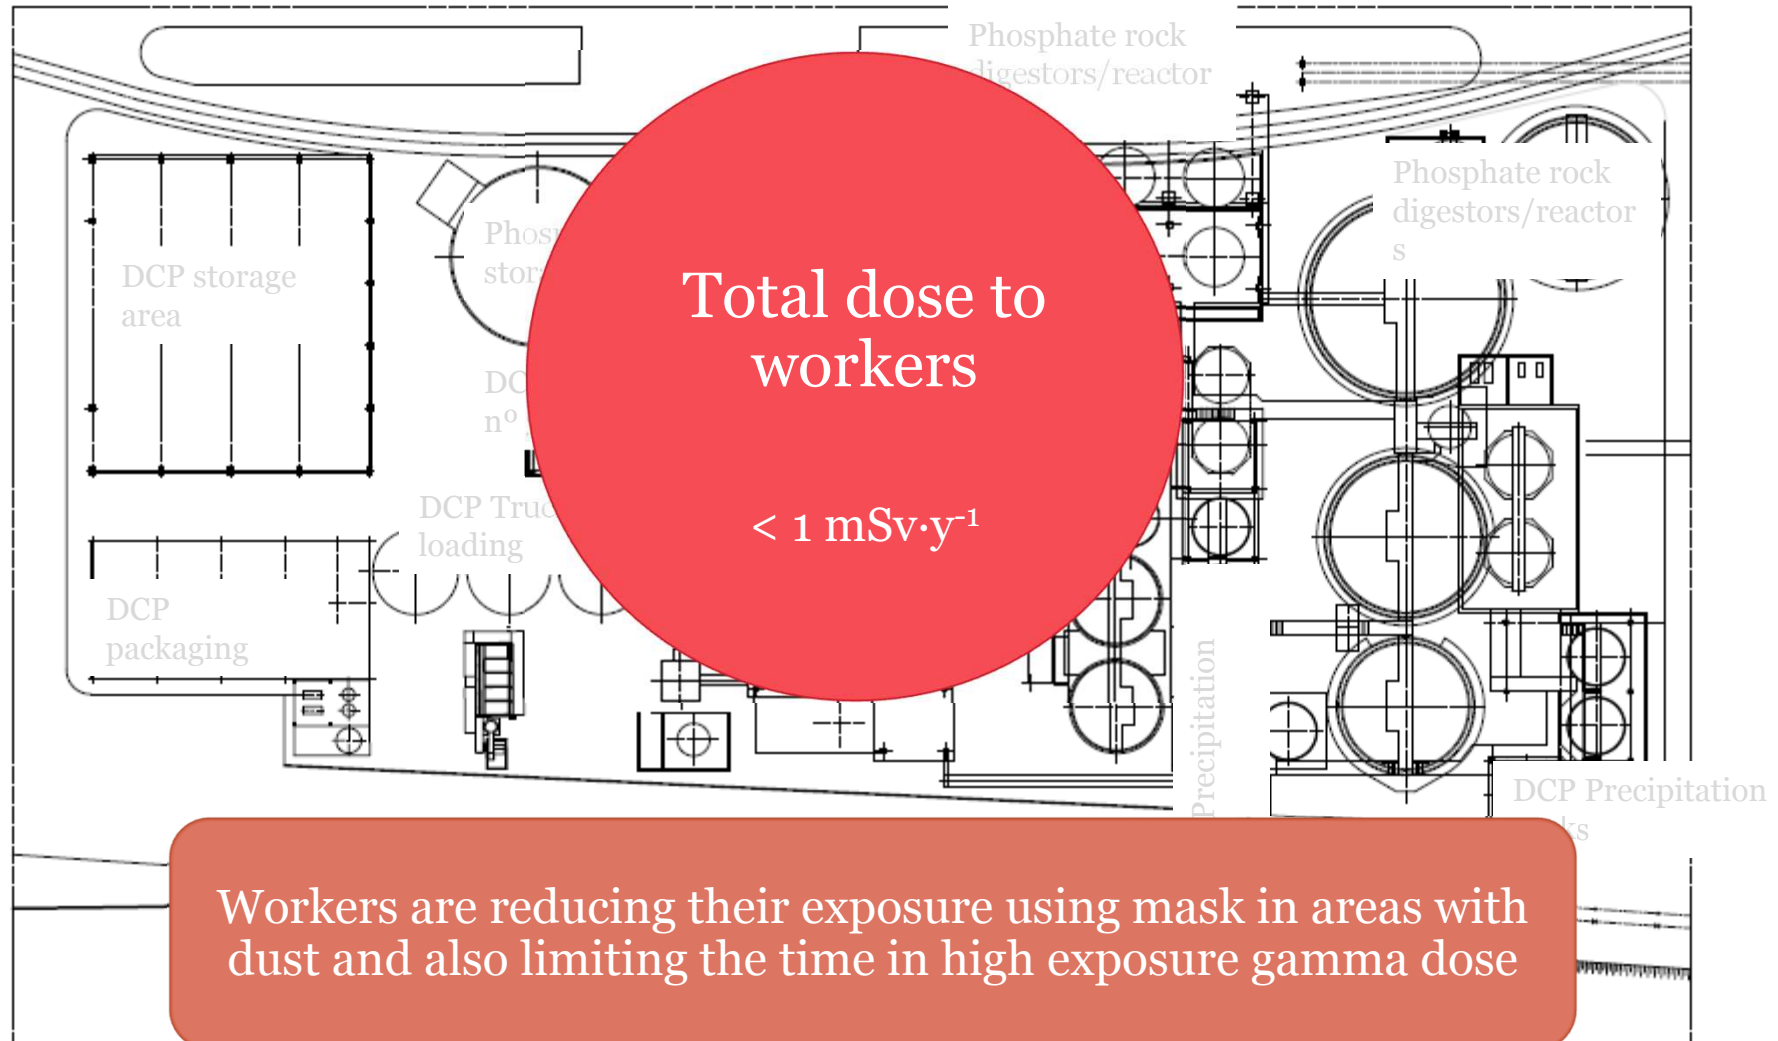 Phosphate rock
digestors/reactor
Phosphate rock
digestors/reactor
s
DCP storage
area
nº
DCP
loading
DCP
packaging
Total dose to
workers
< 1 mSv·y⁻¹
Precipitation
DCP Precipitation
Workers are reducing their exposure using mask in areas with
dust and also limiting the time in high exposure gamma dose